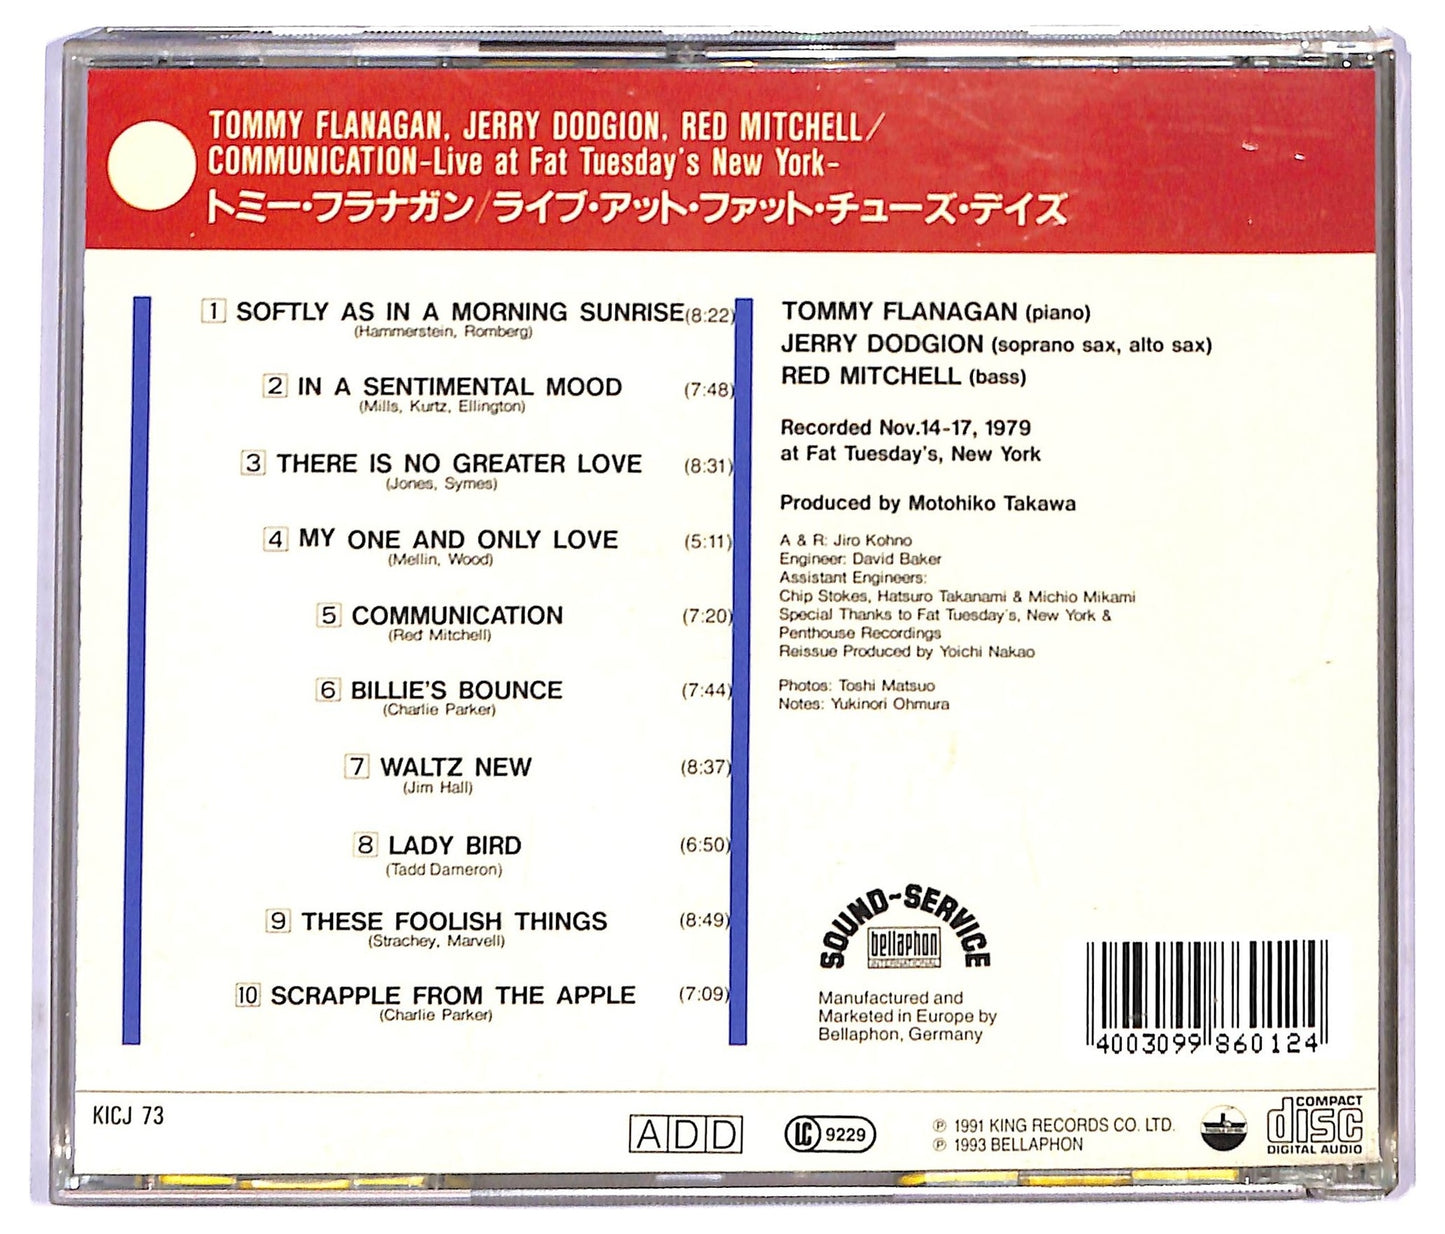 TOMMY FLANAGAN, JERRY DODGION, RED MITCHELL/
COMMUNICATION-Live at Fat Tuesday's New York-
トミー・フラナガン/ライブ・アット・ファット・チューズ・デイズ
1 SOFTLY AS IN A MORNING SUNRISE(8:22)
(Hammerstein, Romberg)
2 IN A SENTIMENTAL MOOD (7:48)
(Mills, Kurtz, Ellington)
3 THERE IS NO GREATER LOVE (8:31)
(Jones, Symes)
4 MY ONE AND ONLY LOVE (5:11)
(Mellin, Wood)
5 COMMUNICATION (7:20)
(Red Mitchell)
6 BILLIE'S BOUNCE (7:44)
(Charlie Parker)
7 WALTZ NEW (8:37)
(Jim Hall)
8 LADY BIRD (6:50)
(Tadd Dameron)
9 THESE FOOLISH THINGS (8:49)
(Strachey, Marvell)
10 SCRAPPLE FROM THE APPLE (7:09)
(Charlie Parker)
TOMMY FLANAGAN (piano)
JERRY DODGION (soprano sax, alto sax)
RED MITCHELL (bass)
Recorded Nov.14-17, 1979
at Fat Tuesday's, New York
Produced by Motohiko Takawa
A & R: Jiro Kohno
Engineer: David Baker
Assistant Engineers:
Chip Stokes, Hatsuro Takanami & Michio Mikami
Special Thanks to Fat Tuesday's, New York &
Penthouse Recordings
Reissue Produced by Yoichi Nakao
Photos: Toshi Matsuo
Notes: Yukinori Ohmura
SOUND-SERVICE
bellaphon
INTERNATIONAL
Manufactured and
Marketed in Europe by
Bellaphon, Germany
4003099 860124
KICJ 73
ADD
LC 9229
℗ 1991 KING RECORDS CO. LTD.
℗ 1993 BELLAPHON
COMPACT
disc
DIGITAL AUDIO